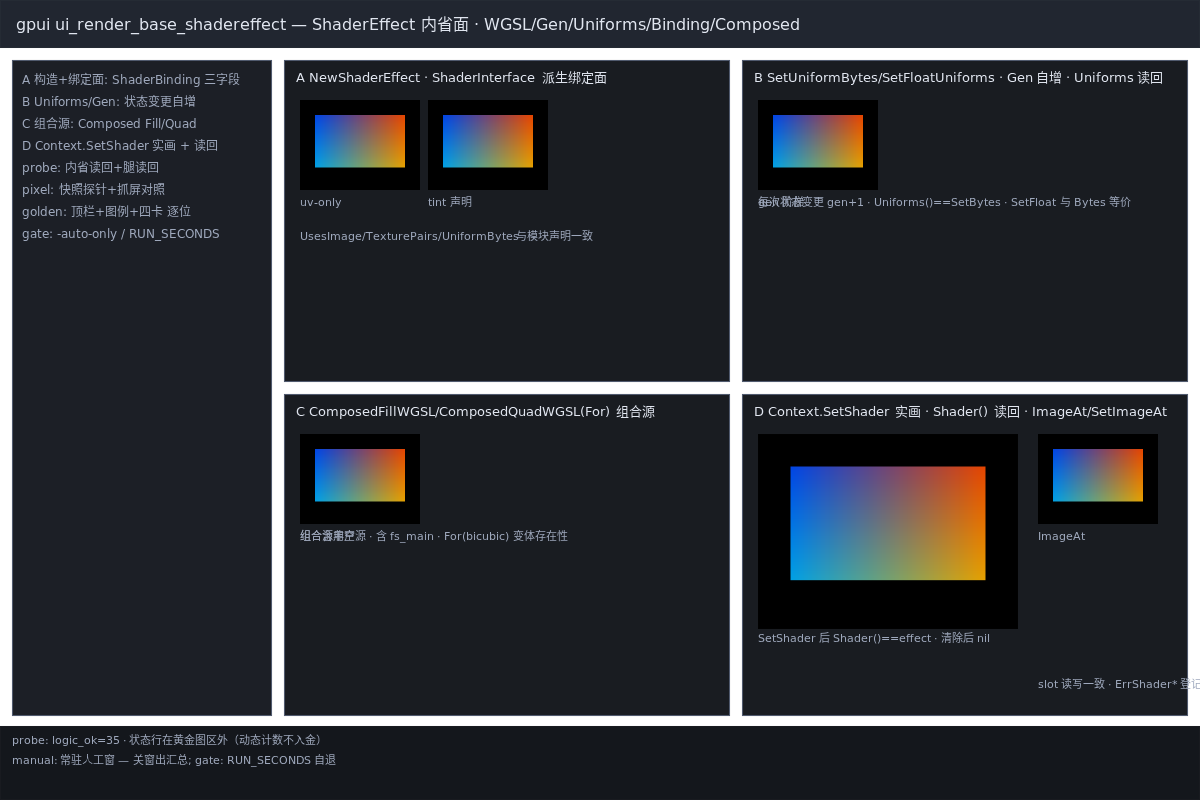 gpui ui_render_base_shadereffect — ShaderEffect 内省面 · WGSL/Gen/Uniforms/Binding/Composed
A 构造+绑定面: ShaderBinding 三字段
B Uniforms/Gen: 状态变更自增
C 组合源: Composed Fill/Quad
D Context.SetShader 实画 + 读回
probe: 内省读回+腿读回
pixel: 快照探针+抓屏对照
golden: 顶栏+图例+四卡 逐位
gate: -auto-only / RUN_SECONDS
A NewShaderEffect · ShaderInterface 派生绑定面
uv-only
tint 声明
UsesImage/TexturePairs/UniformBytes与模块声明一致
B SetUniformBytes/SetFloatUniforms · Gen 自增 · Uniforms 读回
变更 gen+1 · Uniforms()==SetBytes · SetFloat 与 Bytes 等价
C ComposedFillWGSL/ComposedQuadWGSL(For) 组合源
源 · 含 fs_main · For(bicubic) 变体存在性
D Context.SetShader 实画 · Shader() 读回 · ImageAt/SetImageAt
ImageAt
SetShader 后 Shader()==effect · 清除后 nil
slot 读写一致 · ErrShader* 登
probe: logic_ok=35 · 状态行在黄金图区外（动态计数不入金）
manual: 常驻人工窗 — 关窗出汇总; gate: RUN_SECONDS 自退